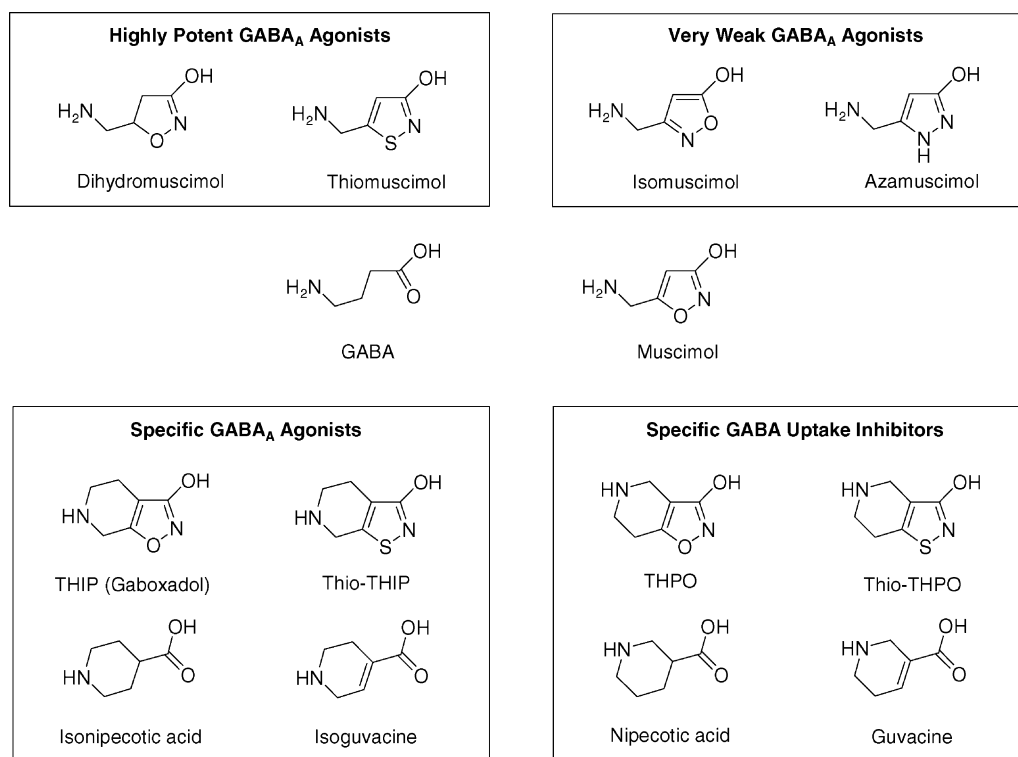 Highly Potent GABAA Agonists
OH
H2N
N
O
Dihydromuscimol
OH
H2N
N
S
Thiomuscimol
Very Weak GABAA Agonists
OH
H2N
O
N
Isomuscimol
OH
H2N
N
N
H
Azamuscimol
OH
H2N
O
GABA
OH
H2N
N
O
Muscimol
Specific GABAA Agonists
OH
HN
N
O
THIP (Gaboxadol)
OH
HN
N
S
Thio-THIP
OH
O
HN
Isonipecotic acid
OH
O
HN
Isoguvacine
Specific GABA Uptake Inhibitors
HN
OH
N
O
THPO
HN
OH
N
S
Thio-THPO
HN
OH
O
Nipecotic acid
HN
OH
O
Guvacine